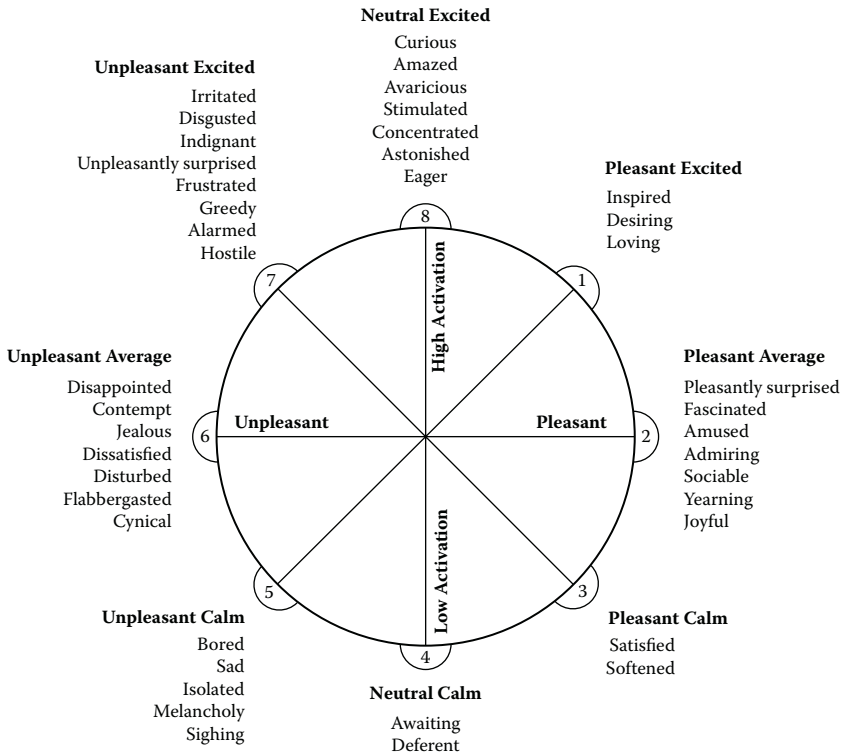 Neutral Excited
Curious
Amazed
Avaricious
Stimulated
Concentrated
Astonished
Eager
8
High Activation
Pleasant Excited
Inspired
Desiring
Loving
1
Pleasant Average
Pleasantly surprised
Fascinated
Amused
Admiring
Sociable
Yearning
Joyful
2
Pleasant
Pleasant Calm
Satisfied
Softened
3
Low Activation
4
Neutral Calm
Awaiting
Deferent
5
Unpleasant Calm
Bored
Sad
Isolated
Melancholy
Sighing
Unpleasant Average
Disappointed
Contempt
Jealous
Dissatisfied
Disturbed
Flabbergasted
Cynical
6
Unpleasant
Unpleasant Excited
Irritated
Disgusted
Indignant
Unpleasantly surprised
Frustrated
Greedy
Alarmed
Hostile
7